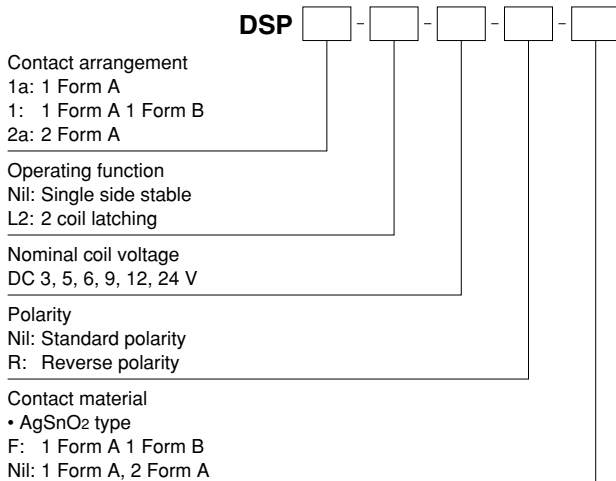 DSP - - - -
Contact arrangement
1a: 1 Form A
1: 1 Form A 1 Form B
2a: 2 Form A
Operating function
Nil: Single side stable
L2: 2 coil latching
Nominal coil voltage
DC 3, 5, 6, 9, 12, 24 V
Polarity
Nil: Standard polarity
R: Reverse polarity
Contact material
• AgSnO2 type
F: 1 Form A 1 Form B
Nil: 1 Form A, 2 Form A